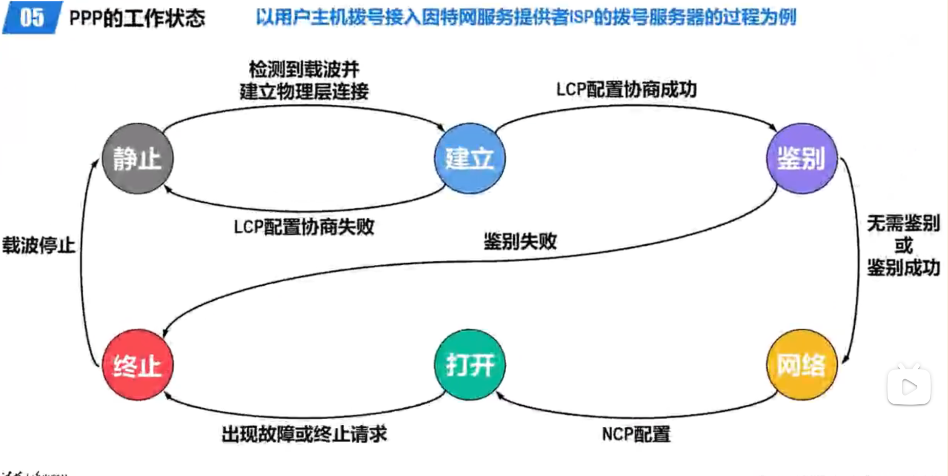 05 PPP的工作状态 以用户主机拨号接入因特网服务提供者ISP的拨号服务器的过程为例
检测到载波并
建立物理层连接
LCP配置协商成功
静止
建立
鉴别
LCP配置协商失败
载波停止
鉴别失败
无需鉴别
或
鉴别成功
终止
打开
网络
出现故障或终止请求
NCP配置